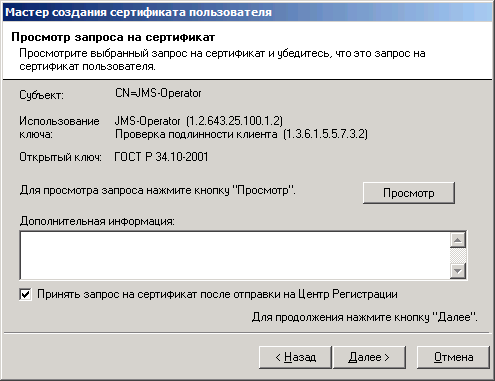 Мастер создания сертификата пользователя
Просмотр запроса на сертификат
Просмотрите выбранный запрос на сертификат и убедитесь, что это запрос на
сертификат пользователя.
Субъект: CN=JMS-Operator
Использование JMS-Operator (1.2.643.25.100.1.2)
ключа: Проверка подлинности клиента (1.3.6.1.5.5.7.3.2)
Открытый ключ: ГОСТ Р 34.10-2001
Для просмотра запроса нажмите кнопку "Просмотр". Просмотр
Дополнительная информация:
Принять запрос на сертификат после отправки на Центр Регистрации
Для продолжения нажмите кнопку "Далее".
< Назад Далее > Отмена